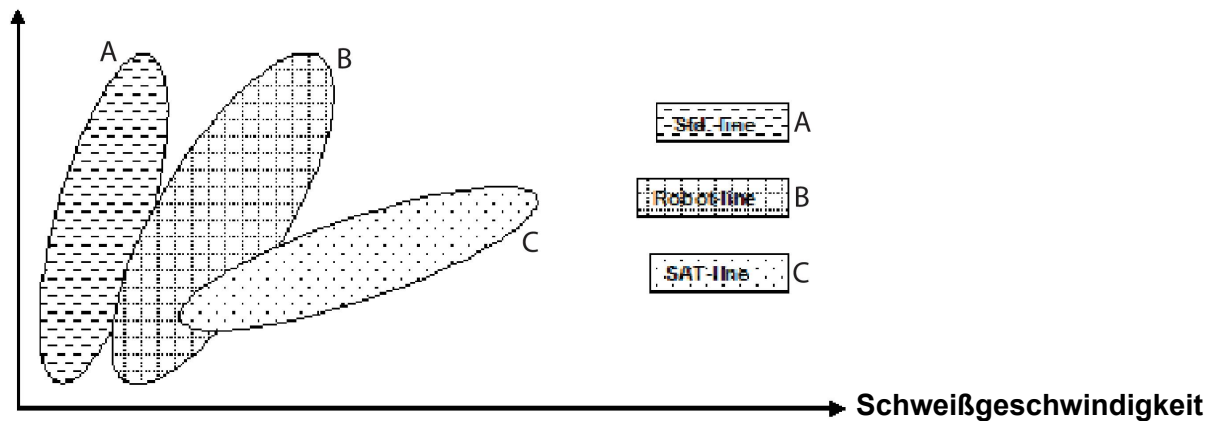 A
B
C
Std.-line A
Robot-line B
SAT-line C
Schweißgeschwindigkeit